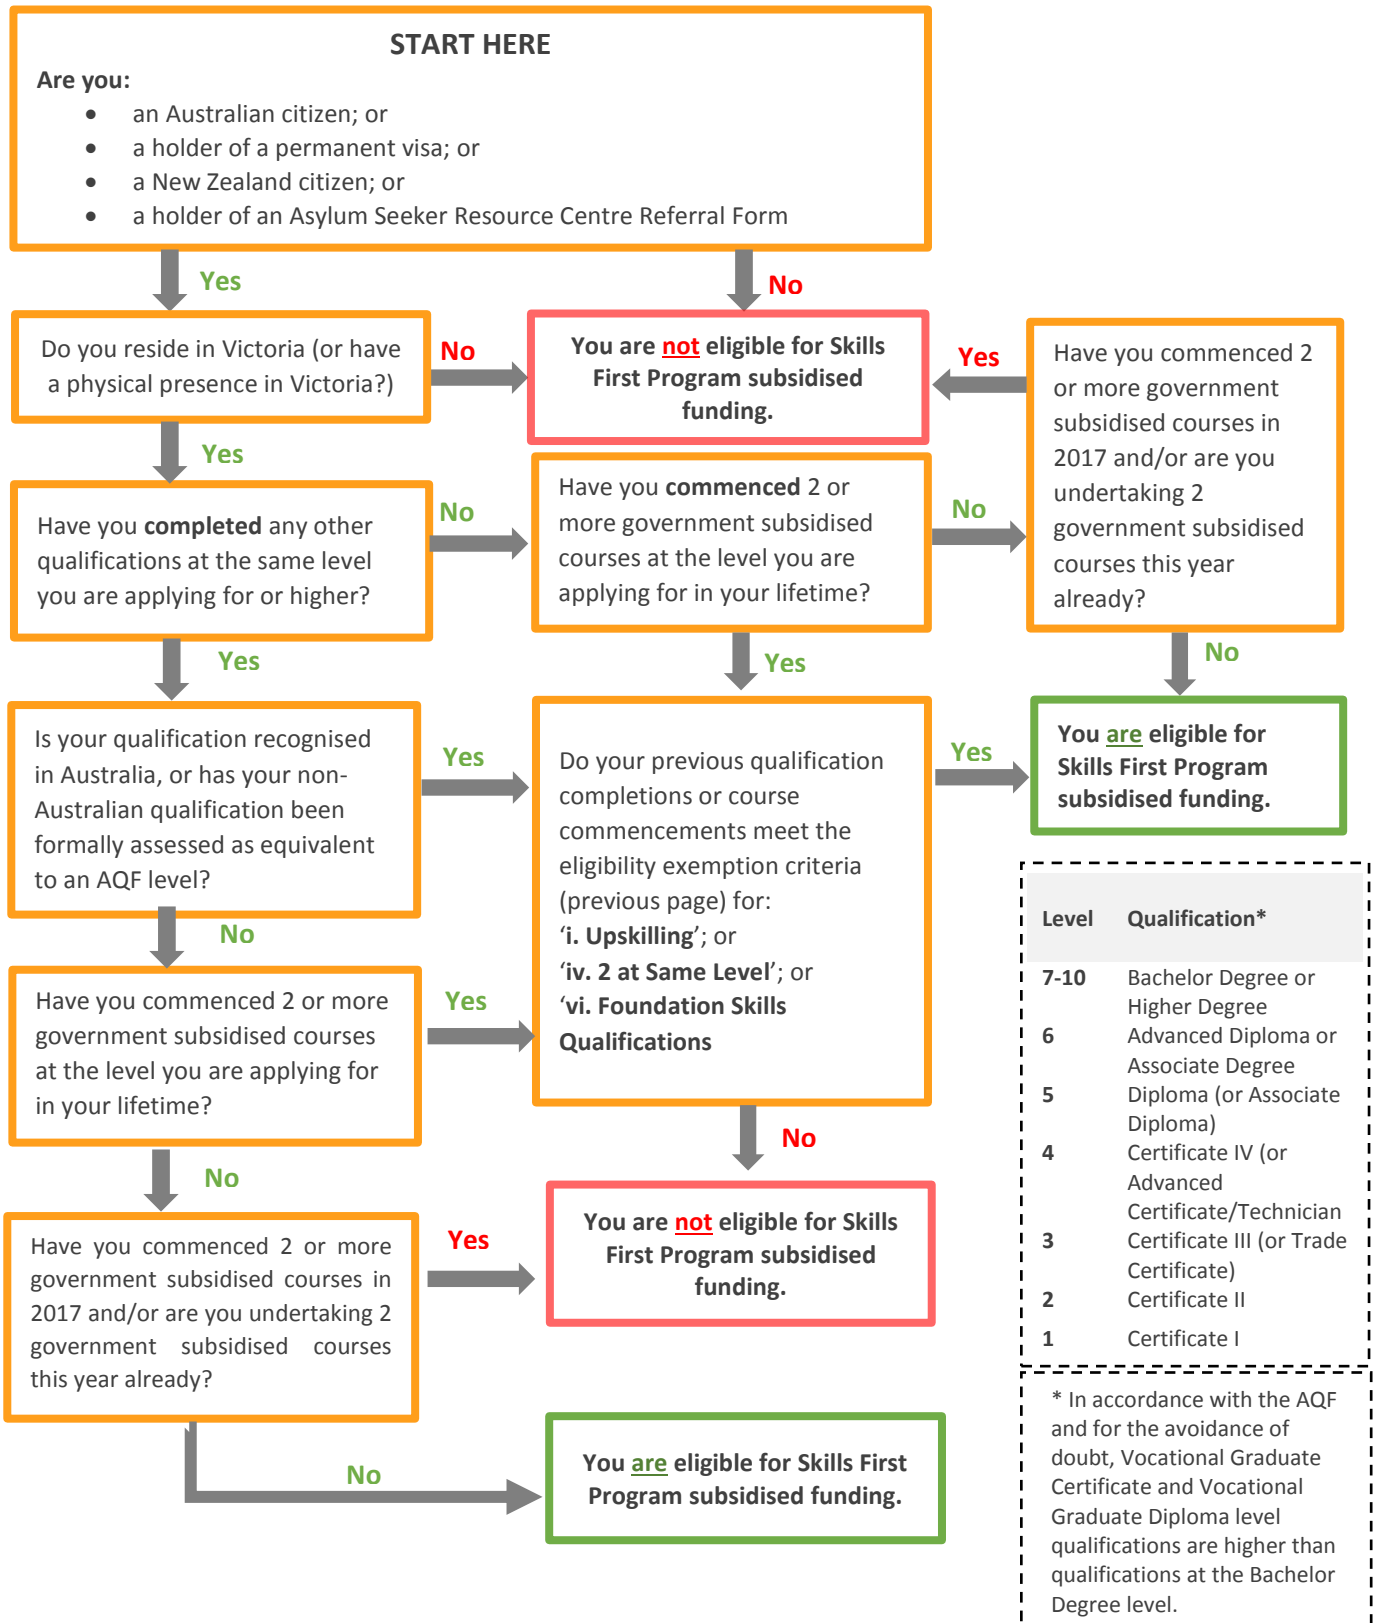 START HERE
Are you:
• an Australian citizen; or
• a holder of a permanent visa; or
• a New Zealand citizen; or
• a holder of an Asylum Seeker Resource Centre Referral Form
Yes
No
Do you reside in Victoria (or have
a physical presence in Victoria?)
No
You are not eligible for Skills
First Program subsidised
funding.
Yes
Have you commenced 2
or more government
subsidised courses in
2017 and/or are you
undertaking 2
government subsidised
courses this year
already?
Yes
Have you completed any other
qualifications at the same level
you are applying for or higher?
No
Have you commenced 2 or
more government subsidised
courses at the level you are
applying for in your lifetime?
No
Yes
Yes
No
Is your qualification recognised
in Australia, or has your non-
Australian qualification been
formally assessed as equivalent
to an AQF level?
Yes
Do your previous qualification
completions or course
commencements meet the
eligibility exemption criteria
(previous page) for:
‘i. Upskilling’; or
‘iv. 2 at Same Level’; or
‘vi. Foundation Skills
Qualifications
Yes
You are eligible for
Skills First Program
subsidised funding.
No
Have you commenced 2 or more
government subsidised courses
at the level you are applying for
in your lifetime?
Yes
No
No
You are not eligible for Skills
First Program subsidised
funding.
Have you commenced 2 or more
government subsidised courses in
2017 and/or are you undertaking 2
government subsidised courses
this year already?
Yes
No
You are eligible for Skills First
Program subsidised funding.
Level Qualification*
7-10 Bachelor Degree or
Higher Degree
6 Advanced Diploma or
Associate Degree
5 Diploma (or Associate
Diploma)
4 Certificate IV (or
Advanced
Certificate/Technician
3 Certificate III (or Trade
Certificate)
2 Certificate II
1 Certificate I
* In accordance with the AQF
and for the avoidance of
doubt, Vocational Graduate
Certificate and Vocational
Graduate Diploma level
qualifications are higher than
qualifications at the Bachelor
Degree level.